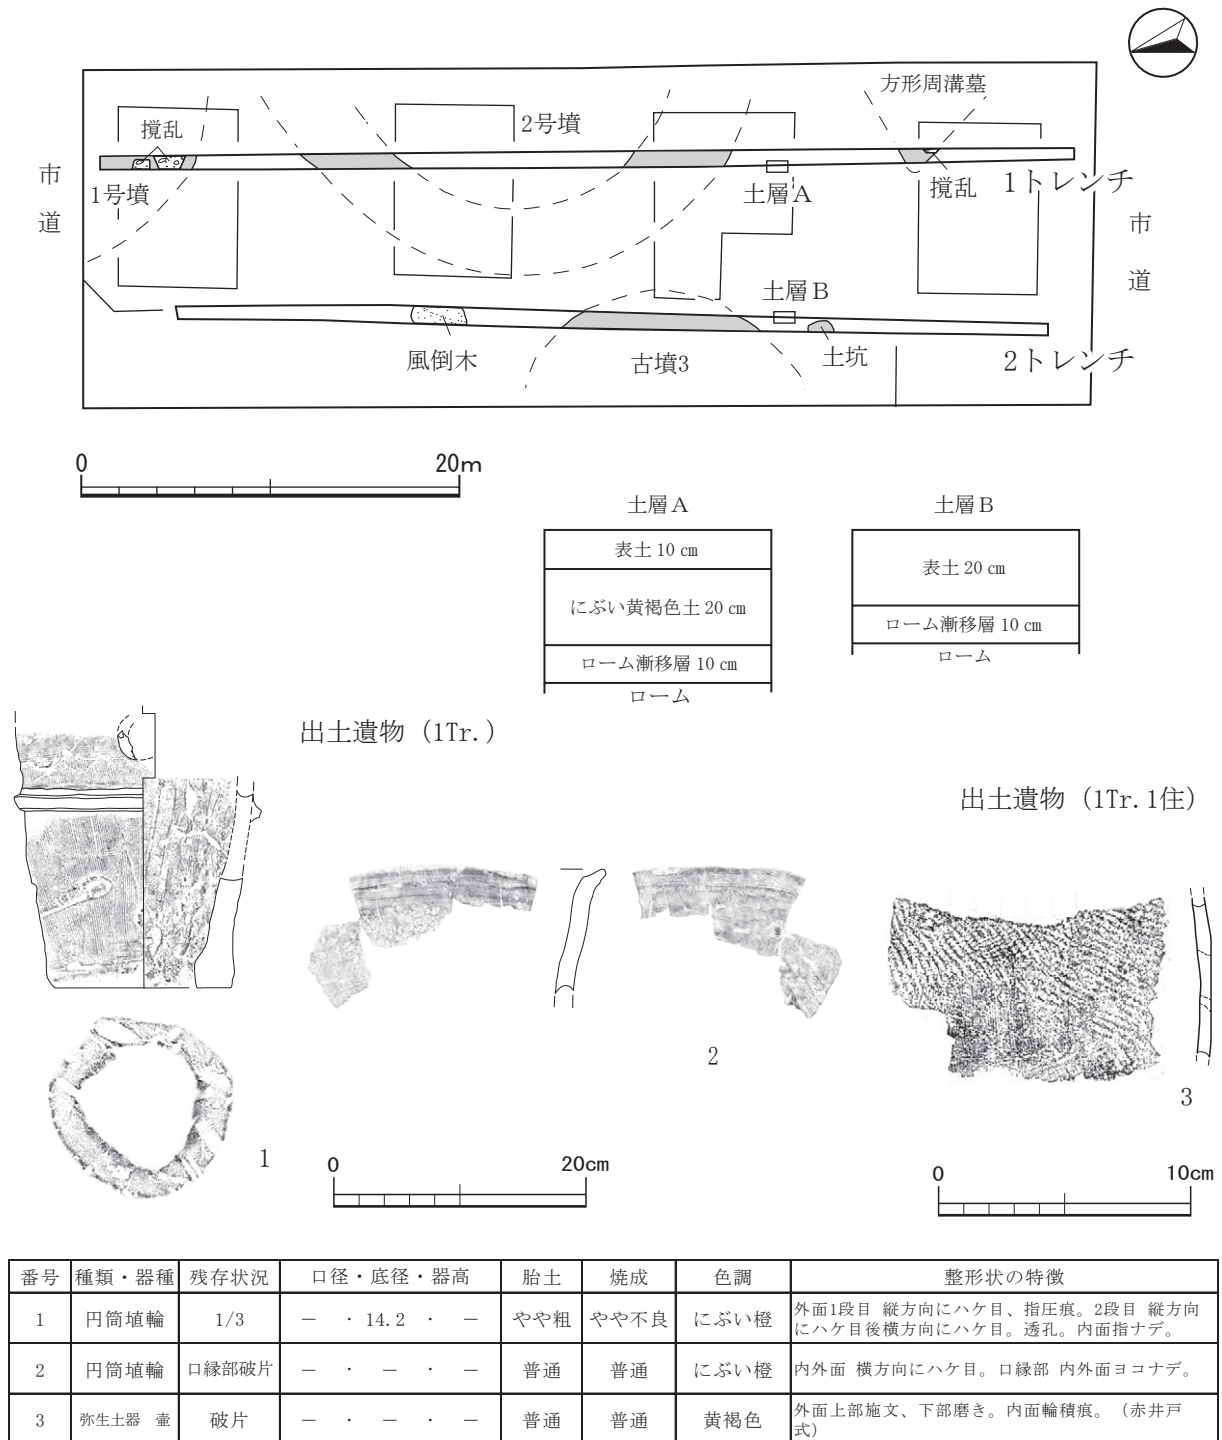 方形周溝墓
2号墳
撹乱
市
道
1号墳
土層A
撹乱
1トレンチ
市
道
土層B
風倒木
古墳3
土坑
2トレンチ
0 20m
土層A
表土 10 ㎝
にぶい黄褐色土 20 ㎝
ローム漸移層 10 ㎝
ローム
土層B
表土 20 ㎝
ローム漸移層 10 ㎝
ローム
出土遺物（1Tr.）
出土遺物（1Tr.1住）
1
2
3
0 20cm
0 10cm
番号 種類・器種 残存状況 口径・底径・器高 胎土 焼成 色調 整形状の特徴
1 円筒埴輪 1/3 － ・ 14.2 ・ － やや粗 やや不良 にぶい橙 外面1段目 縦方向にハケ目、指圧痕。2段目 縦方向
にハケ目後横方向にハケ目。透孔。内面指ナデ。
2 円筒埴輪 口縁部破片 － ・ － ・ － 普通 普通 にぶい橙 内外面 横方向にハケ目。口縁部 内外面ヨコナデ。
3 弥生土器 壷 破片 － ・ － ・ － 普通 普通 黄褐色 外面上部施文、下部磨き。内面輪積痕。（赤井戸
式）